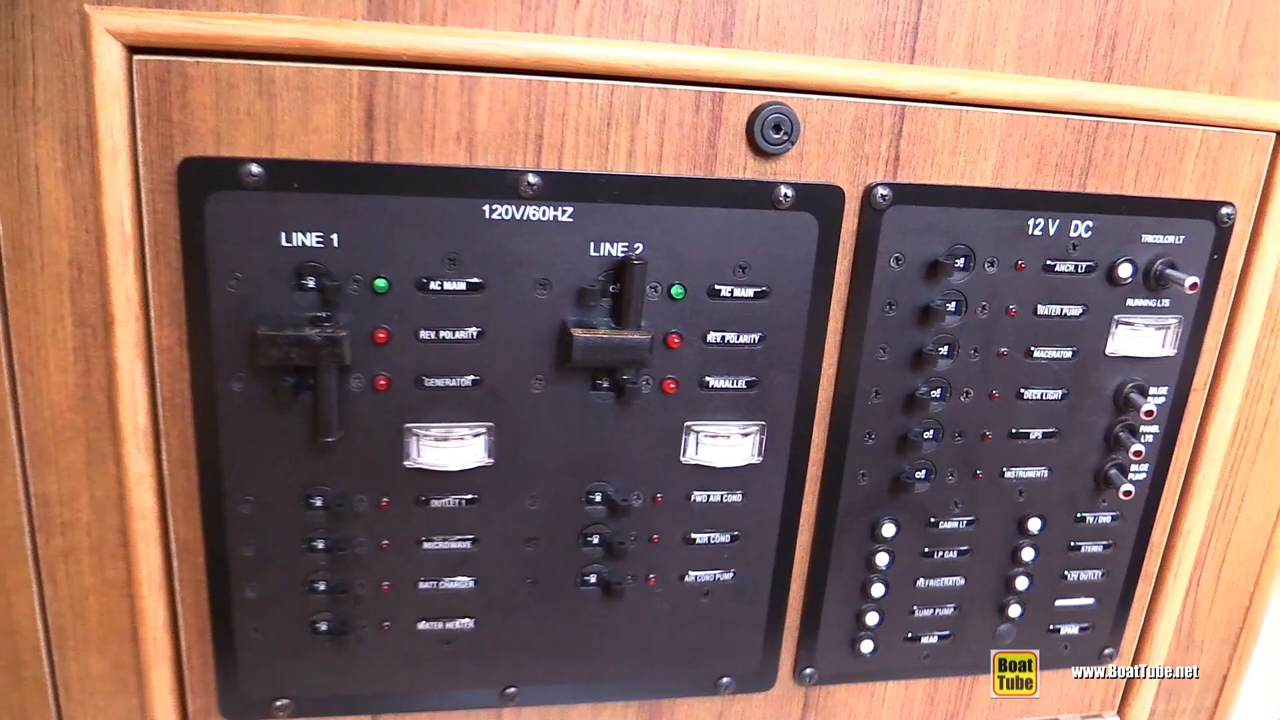 120V/60HZ
LINE 1
LINE 2
AC MAIN
AC MAIN
REV. POLARITY
REV. POLARITY
GENERATOR
PARALLEL
OUTLET 1
FWD AIR COND
MICROWAVE
AIR COND
BATT CHARGER
AIR COND PUMP
WATER HEATER
12 V DC
TRICOLOR LT
ANCH. LT
RUNNING LTS
WATER PUMP
MACERATOR
DECK LIGHT
BILGE
PUMP
GPS
PANEL
LTS
INSTRUMENTS
BILGE
PUMP
CABIN LT
TV / DVD
LP GAS
STEREO
REFRIGERATOR
12V OUTLET
SUMP PUMP
HEAD
SPARE
Boat
Tube
www.BoatTube.net